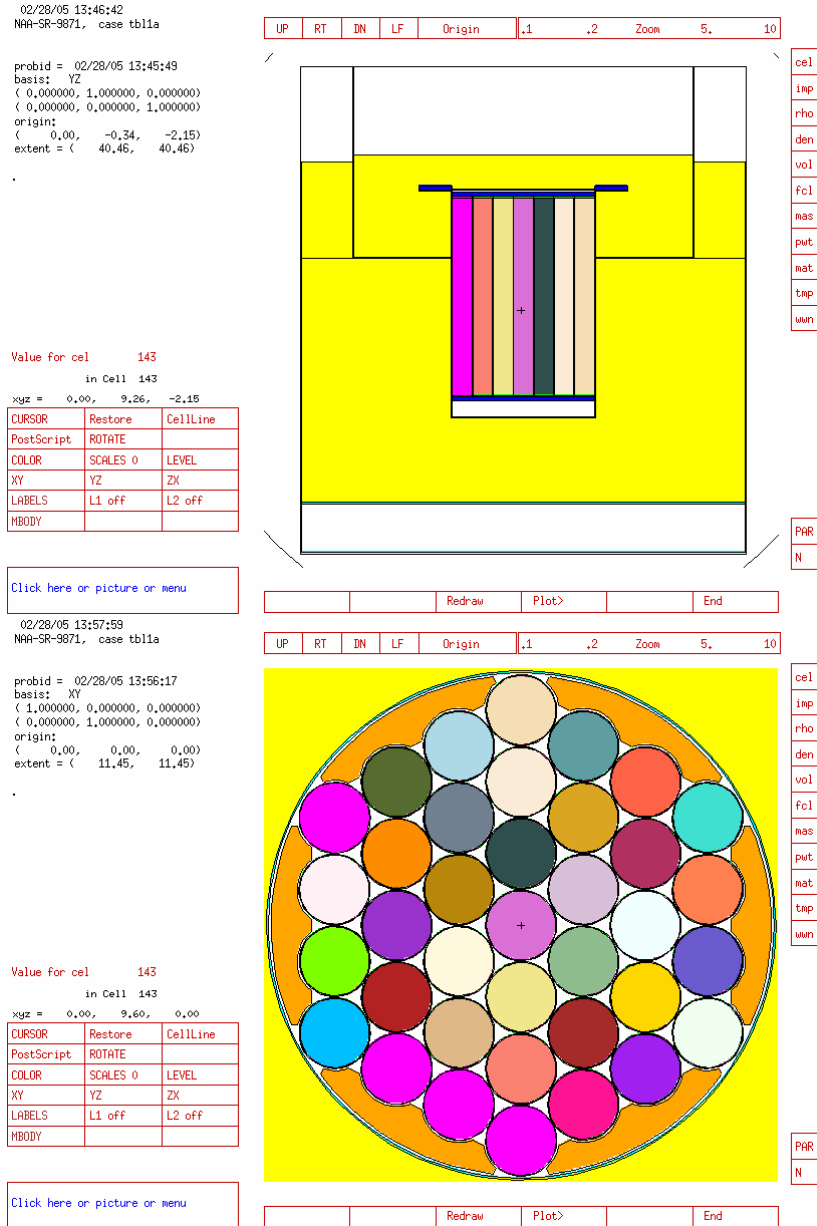 02/28/05 13:46:42
NAA-SR-9871, case tbl1a
UP RT DN LF Origin .1 .2 Zoom 5. 10
probid = 02/28/05 13:45:49
basis: YZ
( 0.000000, 1.000000, 0.000000)
( 0.000000, 0.000000, 1.000000)
origin:
( 0.00, -0.34, -2.15)
extent = ( 40.46, 40.46)
.
cel
imp
rho
den
vol
fcl
mas
pwt
mat
tmp
wwn
Value for cel 143
in Cell 143
xyz = 0.00, 9.26, -2.15
CURSOR Restore CellLine
PostScript ROTATE
COLOR SCALES 0 LEVEL
XY YZ ZX
LABELS L1 off L2 off
MBODY
PAR
N
Click here or picture or menu
Redraw Plot> End
02/28/05 13:57:59
NAA-SR-9871, case tbl1a
UP RT DN LF Origin .1 .2 Zoom 5. 10
probid = 02/28/05 13:56:17
basis: XY
( 1.000000, 0.000000, 0.000000)
( 0.000000, 1.000000, 0.000000)
origin:
( 0.00, 0.00, 0.00)
extent = ( 11.45, 11.45)
.
cel
imp
rho
den
vol
fcl
mas
pwt
mat
tmp
wwn
Value for cel 143
in Cell 143
xyz = 0.00, 9.60, 0.00
CURSOR Restore CellLine
PostScript ROTATE
COLOR SCALES 0 LEVEL
XY YZ ZX
LABELS L1 off L2 off
MBODY
PAR
N
Click here or picture or menu
Redraw Plot> End